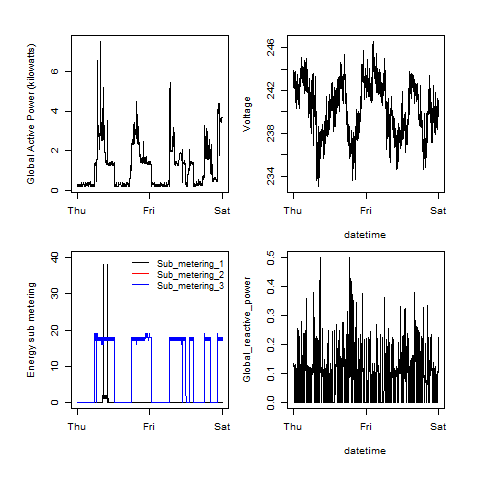 Global Active Power (kilowatts)
0 2 4 6
Thu Fri Sat
Voltage
234 238 242 246
Thu Fri Sat
datetime
Energy sub metering
0 10 20 30 40
Sub_metering_1
Sub_metering_2
Sub_metering_3
Thu Fri Sat
Global_reactive_power
0.0 0.1 0.2 0.3 0.4 0.5
Thu Fri Sat
datetime